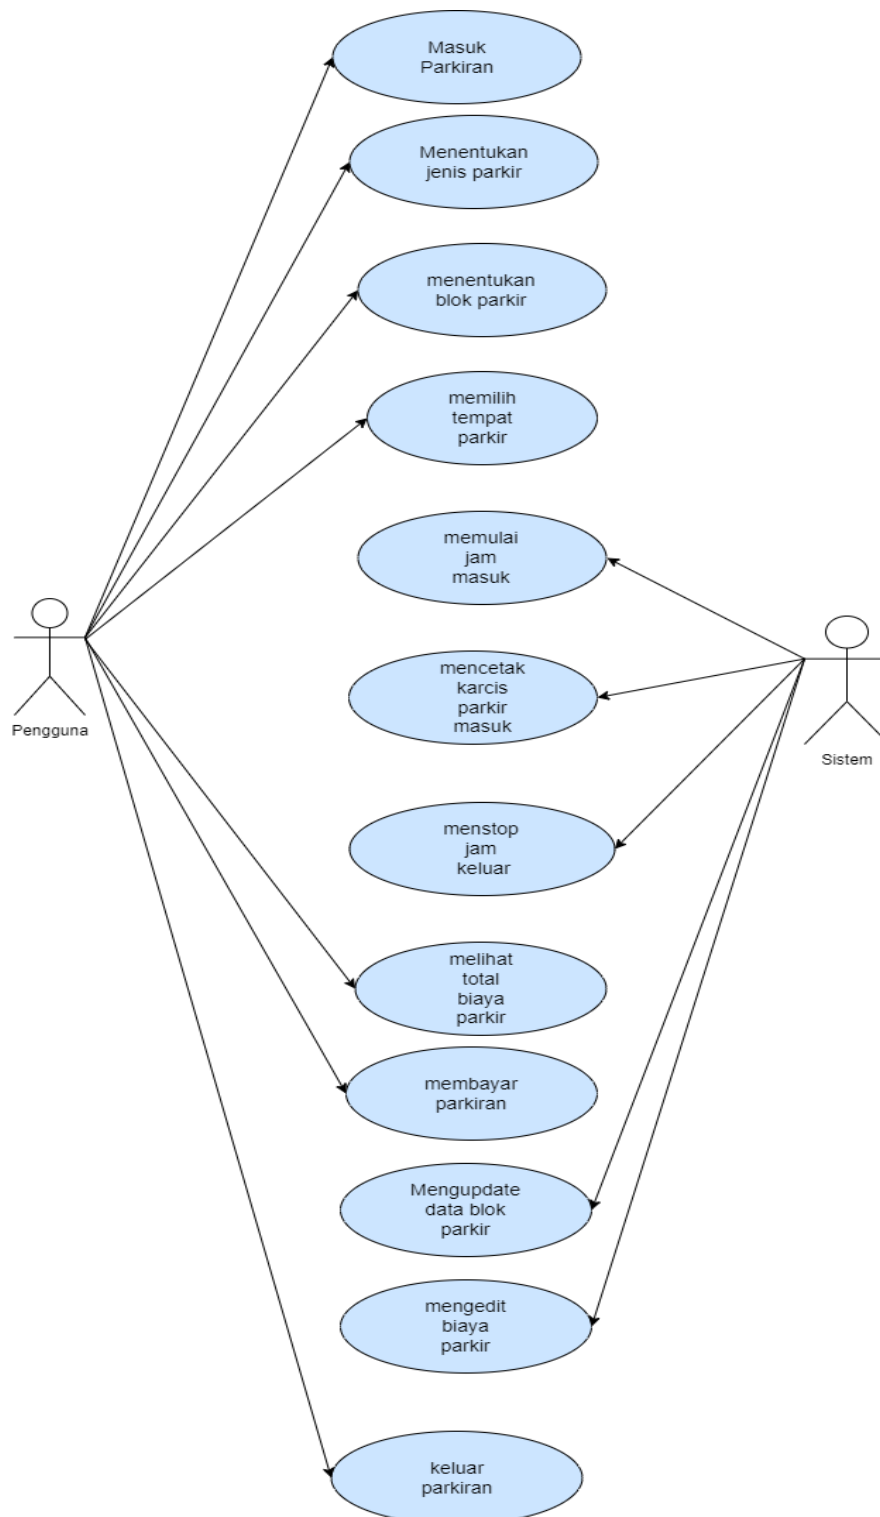 Masuk
Parkiran
Menentukan
jenis parkir
menentukan
blok parkir
memilih
tempat
parkir
memulai
jam
masuk
Pengguna
mencetak
karcis
parkir
masuk
Sistem
menstop
jam
keluar
melihat
total
biaya
parkir
membayar
parkiran
Mengupdate
data blok
parkir
mengedit
biaya
parkir
keluar
parkiran